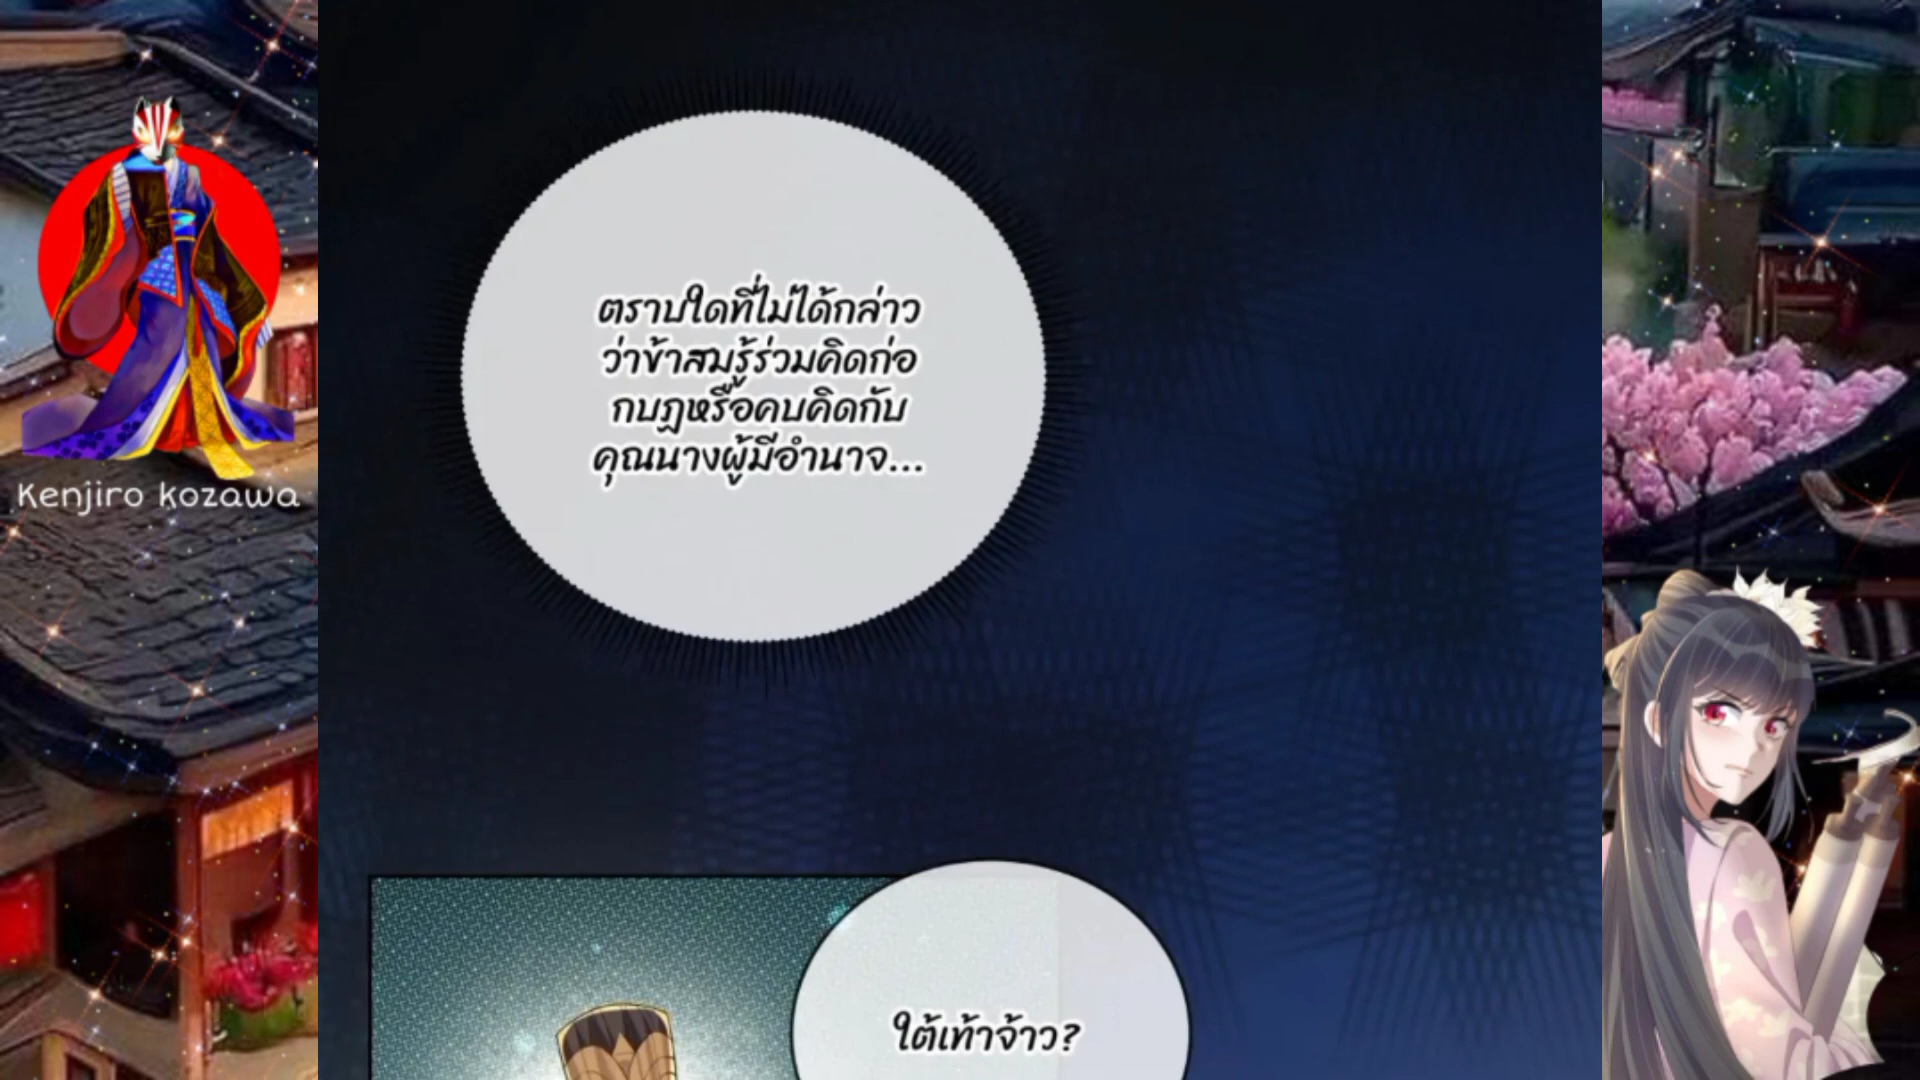 ตราบใดที่ไม่ได้กล่าว
ว่าข้าสมรู้ร่วมคิดก่อ
กบฏหรือคบคิดกับ
คุณนางผู้มีอำนาจ...
Kenjiro kozawa
ใต้เท้าจ้าว?